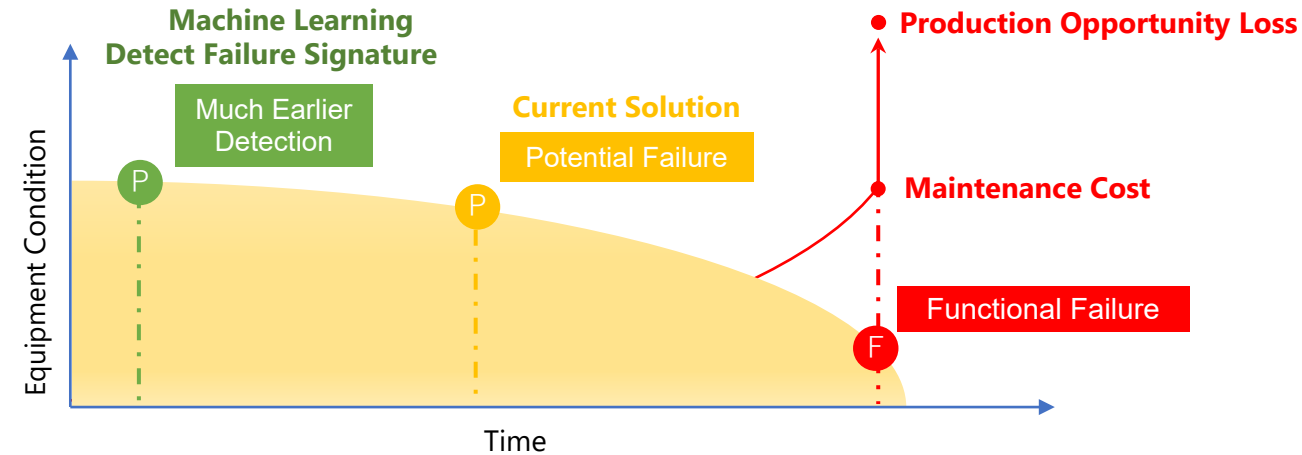 Machine Learning
Detect Failure Signature
Much Earlier
Detection
Current Solution
Potential Failure
Production Opportunity Loss
Maintenance Cost
Functional Failure
P
P
F
Equipment Condition
Time